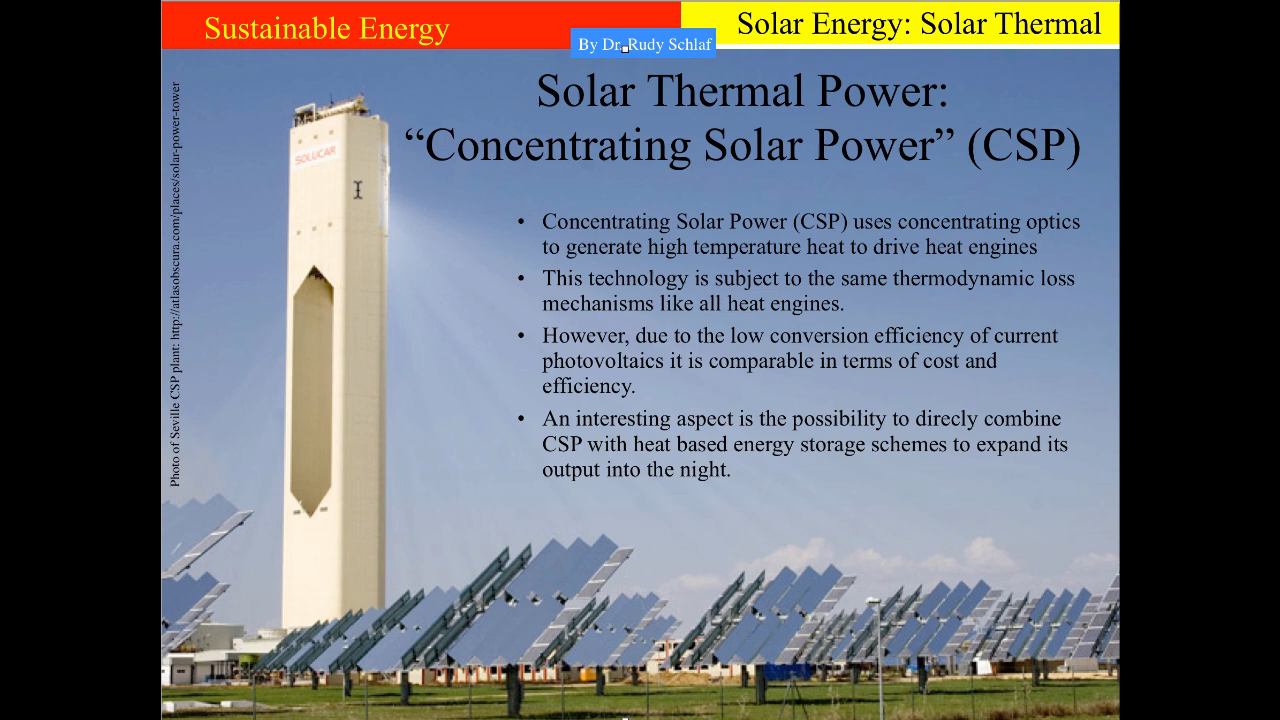 Sustainable Energy
Solar Energy: Solar Thermal
By Dr. Rudy Schlaf
Solar Thermal Power:
“Concentrating Solar Power” (CSP)
SOLUCAR
• Concentrating Solar Power (CSP) uses concentrating optics
to generate high temperature heat to drive heat engines
• This technology is subject to the same thermodynamic loss
mechanisms like all heat engines.
• However, due to the low conversion efficiency of current
photovoltaics it is comparable in terms of cost and
efficiency.
• An interesting aspect is the possibility to direcly combine
CSP with heat based energy storage schemes to expand its
output into the night.
Photo of Seville CSP plant: http://atlasobscura.com/places/solar-power-tower